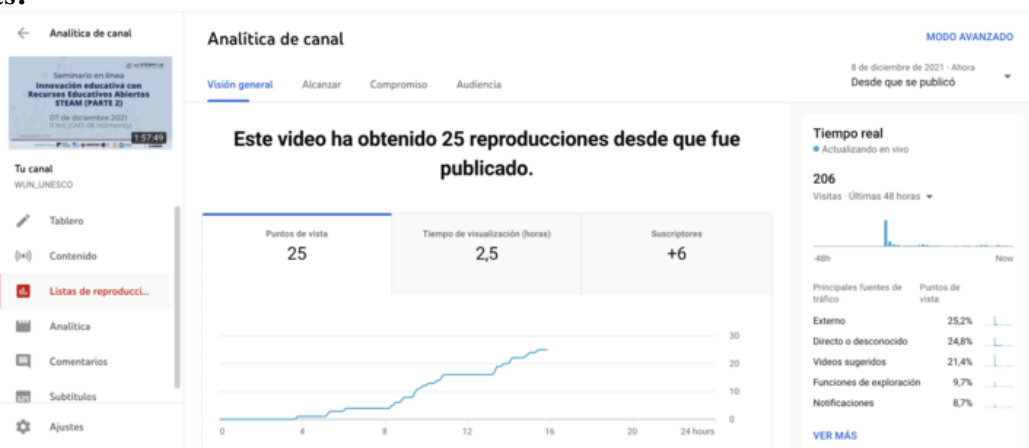 es:
Analítica de canal
Seminario en línea
Innovación educativa con
Recursos Educativos Abiertos
STEAM (PARTE 2)
07 de diciembre 2021
1:57:49
Tu canal
WUN_UNESCO
Tablero
Contenido
Listas de reproducci...
Analítica
Comentarios
Subtítulos
Ajustes
Analítica de canal
MODO AVANZADO
Visión general
Alcanzar
Compromiso
Audiencia
8 de diciembre de 2021 - Ahora
Desde que se publicó
Este video ha obtenido 25 reproducciones desde que fue
publicado.
Puntos de vista
25
Tiempo de visualización (horas)
2,5
Suscriptores
+6
30
20
10
0
0 4 8 12 16 20 24 hours
Tiempo real
Actualizando en vivo
206
Visitas · Últimas 48 horas
-48h Now
Principales fuentes de tráfico
Puntos de vista
Externo 25,2%
Directo o desconocido 24,8%
Videos sugeridos 21,4%
Funciones de exploración 9,7%
Notificaciones 8,7%
VER MÁS